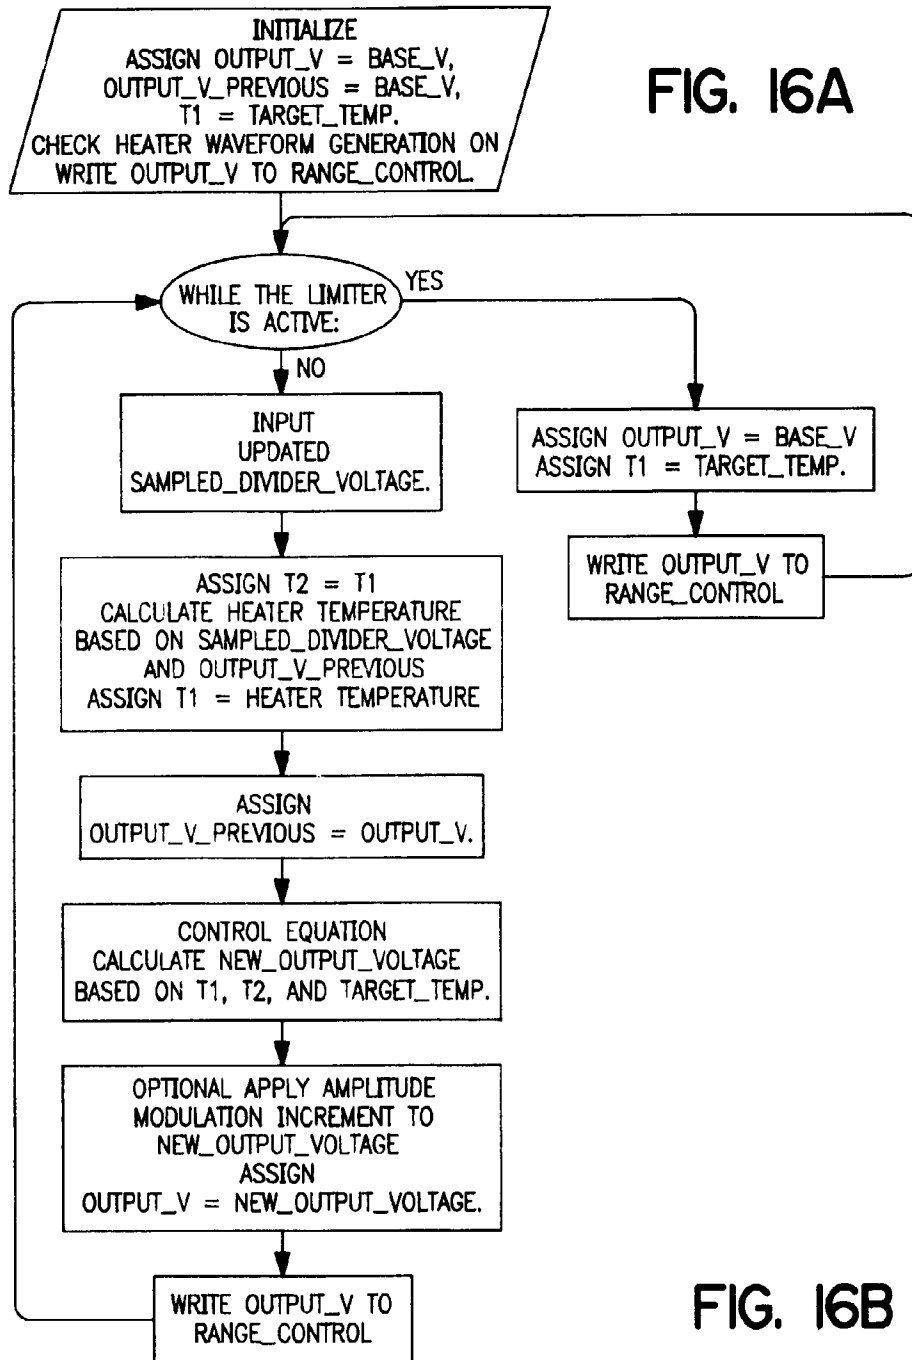 INITIALIZE
ASSIGN OUTPUT_V = BASE_V,
OUTPUT_V_PREVIOUS = BASE_V,
T1 = TARGET_TEMP.
CHECK HEATER WAVEFORM GENERATION ON
WRITE OUTPUT_V TO RANGE_CONTROL.
FIG. 16A
WHILE THE LIMITER
IS ACTIVE:
YES
NO
INPUT
UPDATED
SAMPLED_DIVIDER_VOLTAGE.
ASSIGN OUTPUT_V = BASE_V
ASSIGN T1 = TARGET_TEMP.
WRITE OUTPUT_V TO
RANGE_CONTROL
ASSIGN T2 = T1
CALCULATE HEATER TEMPERATURE
BASED ON SAMPLED_DIVIDER_VOLTAGE
AND OUTPUT_V_PREVIOUS
ASSIGN T1 = HEATER TEMPERATURE
ASSIGN
OUTPUT_V_PREVIOUS = OUTPUT_V.
CONTROL EQUATION
CALCULATE NEW_OUTPUT_VOLTAGE
BASED ON T1, T2, AND TARGET_TEMP.
OPTIONAL APPLY AMPLITUDE
MODULATION INCREMENT TO
NEW_OUTPUT_VOLTAGE
ASSIGN
OUTPUT_V = NEW_OUTPUT_VOLTAGE.
WRITE OUTPUT_V TO
RANGE_CONTROL
FIG. 16B